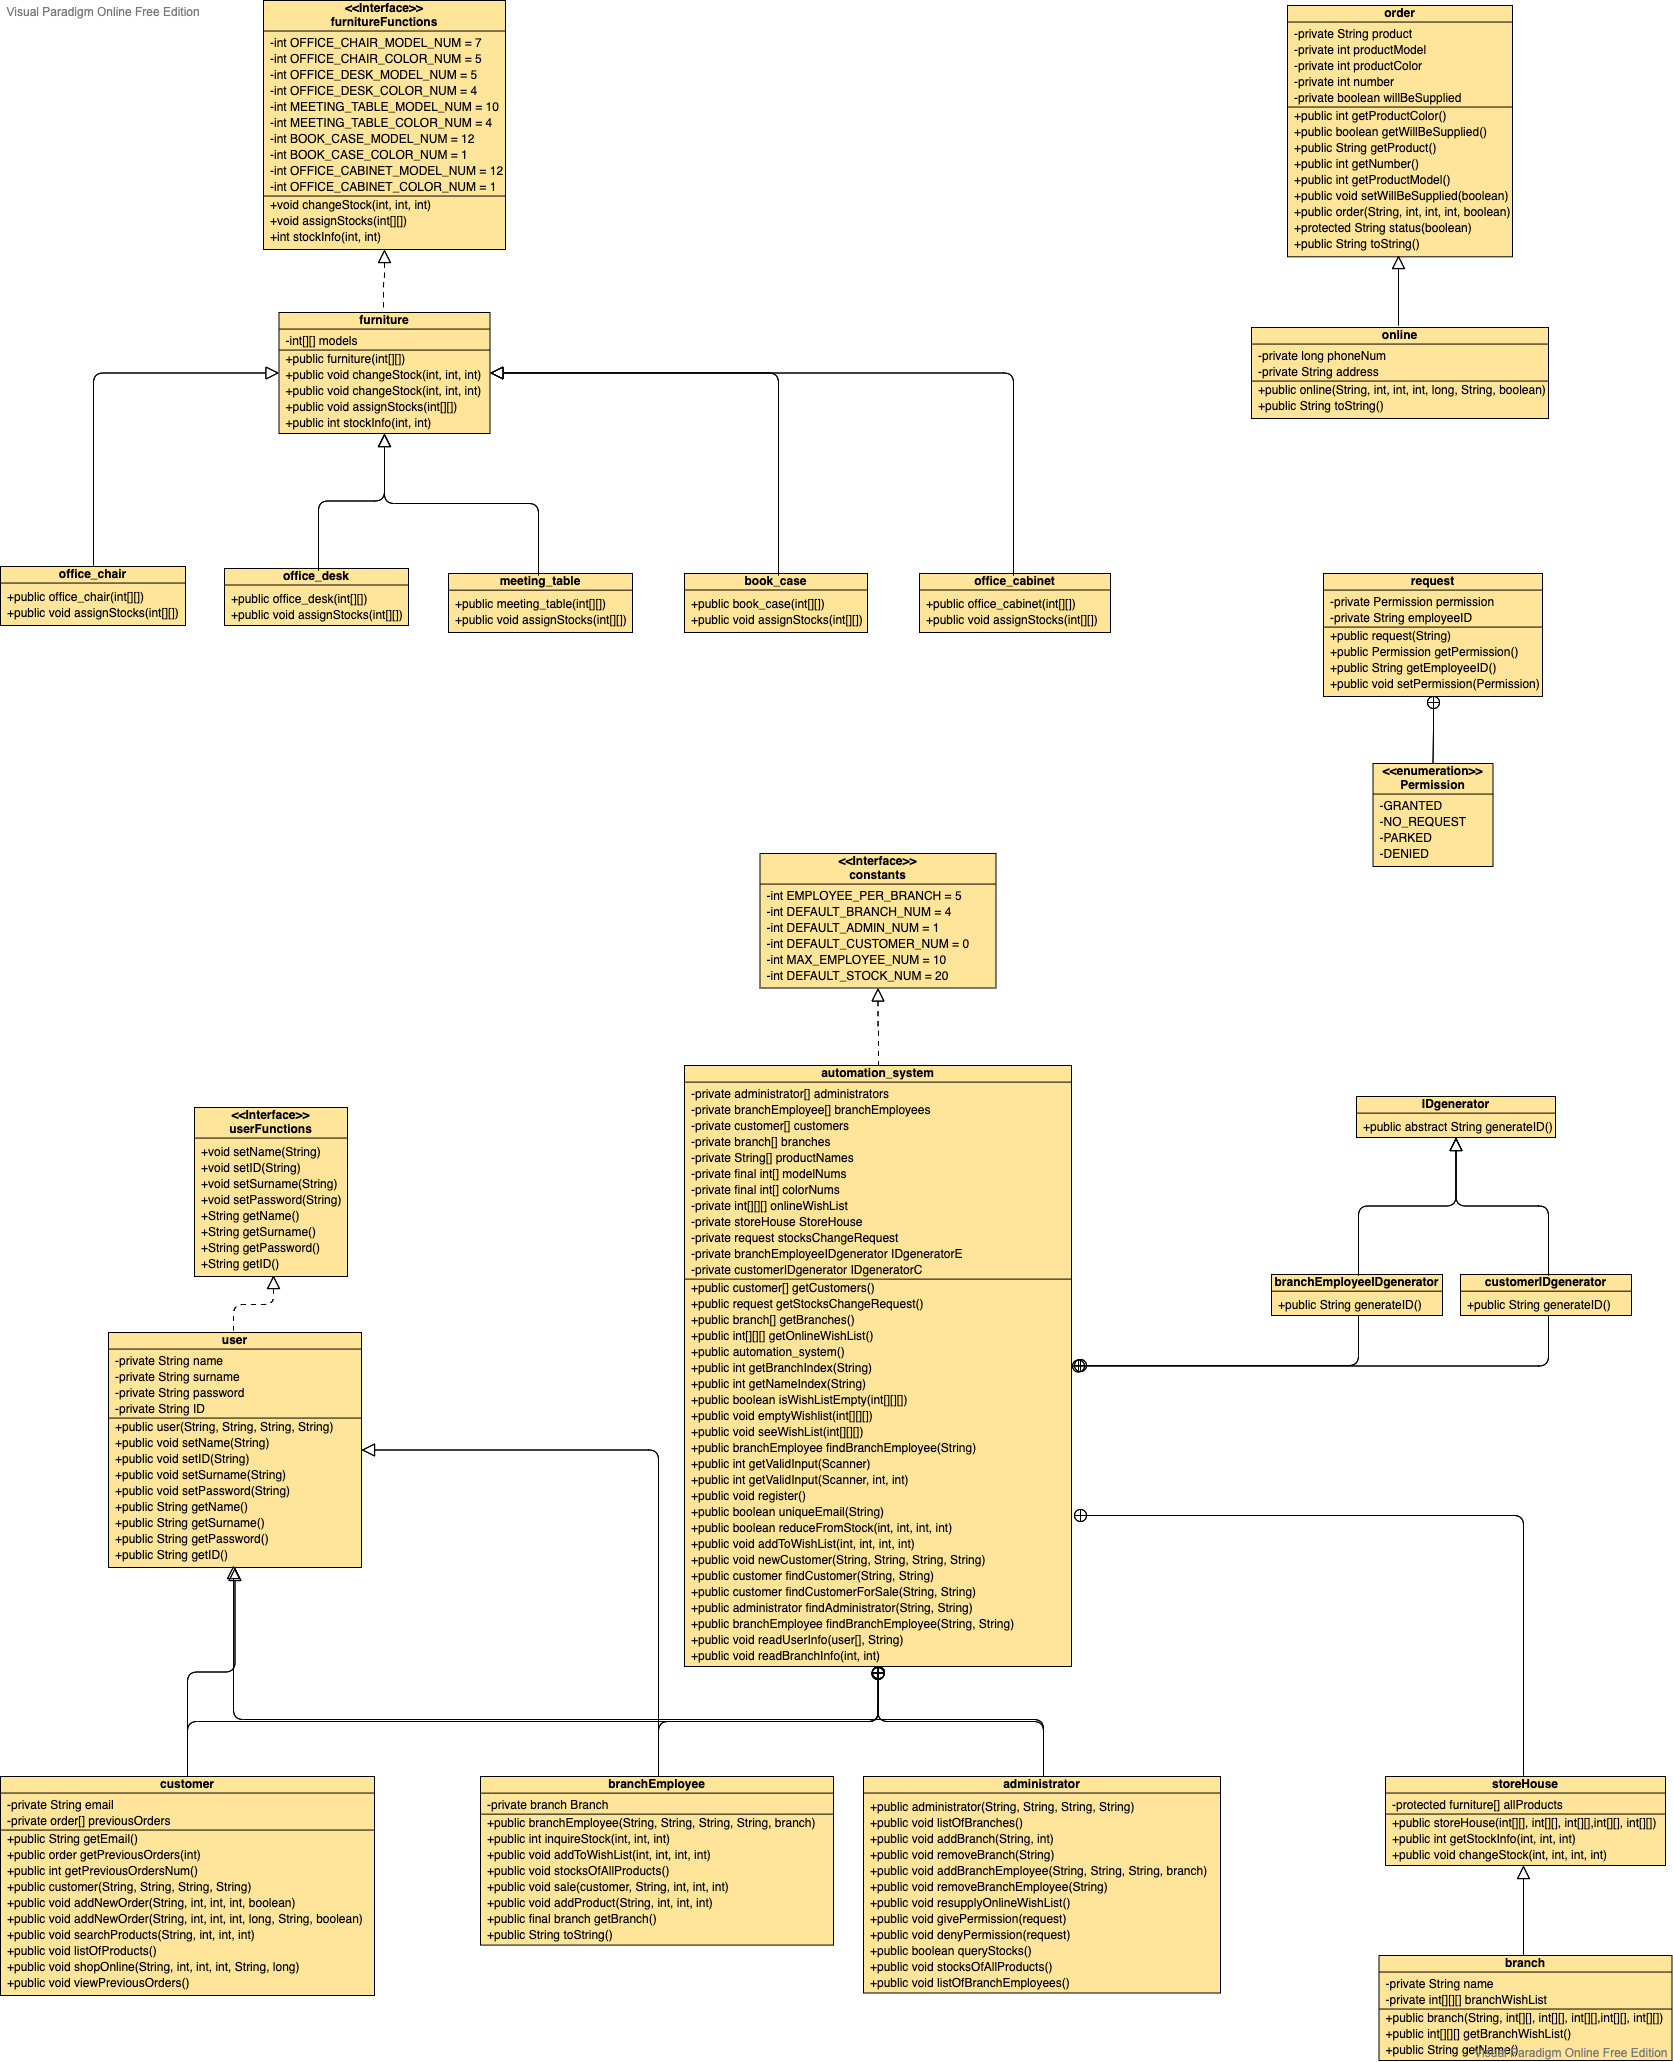 Visual Paradigm Online Free Edition
<<Interface>>
furnitureFunctions
-int OFFICE_CHAIR_MODEL_NUM = 7
-int OFFICE_CHAIR_COLOR_NUM = 5
-int OFFICE_DESK_MODEL_NUM = 5
-int OFFICE_DESK_COLOR_NUM = 4
-int MEETING_TABLE_MODEL_NUM = 10
-int MEETING_TABLE_COLOR_NUM = 4
-int BOOK_CASE_MODEL_NUM = 12
-int BOOK_CASE_COLOR_NUM = 1
-int OFFICE_CABINET_MODEL_NUM = 12
-int OFFICE_CABINET_COLOR_NUM = 1
+void changeStock(int, int, int)
+void assignStocks(int[][])
+int stockInfo(int, int)
order
-private String product
-private int productModel
-private int productColor
-private int number
-private boolean willBeSupplied
+public int getProductColor()
+public boolean getWillBeSupplied()
+public String getProduct()
+public int getNumber()
+public int getProductModel()
+public void setWillBeSupplied(boolean)
+public order(String, int, int, int, boolean)
+protected String status(boolean)
+public String toString()
furniture
-int[][] models
+public furniture(int[][])
+public void changeStock(int, int, int)
+public void changeStock(int, int, int)
+public void assignStocks(int[][])
+public int stockInfo(int, int)
online
-private long phoneNum
-private String address
+public online(String, int, int, int, long, String, boolean)
+public String toString()
office_chair
+public office_chair(int[][])
+public void assignStocks(int[][])
office_desk
+public office_desk(int[][])
+public void assignStocks(int[][])
meeting_table
+public meeting_table(int[][])
+public void assignStocks(int[][])
book_case
+public book_case(int[][])
+public void assignStocks(int[][])
office_cabinet
+public office_cabinet(int[][])
+public void assignStocks(int[][])
request
-private Permission permission
-private String employeeID
+public request(String)
+public Permission getPermission()
+public String getEmployeeID()
+public void setPermission(Permission)
<<enumeration>>
Permission
-GRANTED
-NO_REQUEST
-PARKED
-DENIED
<<Interface>>
constants
-int EMPLOYEE_PER_BRANCH = 5
-int DEFAULT_BRANCH_NUM = 4
-int DEFAULT_ADMIN_NUM = 1
-int DEFAULT_CUSTOMER_NUM = 0
-int MAX_EMPLOYEE_NUM = 10
-int DEFAULT_STOCK_NUM = 20
automation_system
-private administrator[] administrators
-private branchEmployee[] branchEmployees
-private customer[] customers
-private branch[] branches
-private String[] productNames
-private final int[] modelNums
-private final int[] colorNums
-private int[][][] onlineWishList
-private storeHouse StoreHouse
-private request stocksChangeRequest
-private branchEmployeeIDgenerator IDgeneratorE
-private customerIDgenerator IDgeneratorC
+public customer[] getCustomers()
+public request getStocksChangeRequest()
+public branch[] getBranches()
+public int[][][] getOnlineWishList()
+public automation_system()
+public int getBranchIndex(String)
+public int getNameIndex(String)
+public boolean isWishListEmpty(int[][][])
+public void emptyWishlist(int[][][])
+public void seeWishList(int[][][])
+public branchEmployee findBranchEmployee(String)
+public int getValidInput(Scanner)
+public int getValidInput(Scanner, int, int)
+public void register()
+public boolean uniqueEmail(String)
+public boolean reduceFromStock(int, int, int, int)
+public void addToWishList(int, int, int, int)
+public void newCustomer(String, String, String, String)
+public customer findCustomer(String, String)
+public customer findCustomerForSale(String, String)
+public administrator findAdministrator(String, String)
+public branchEmployee findBranchEmployee(String, String)
+public void readUserInfo(user[], String)
+public void readBranchInfo(int, int)
<<Interface>>
userFunctions
+void setName(String)
+void setID(String)
+void setSurname(String)
+void setPassword(String)
+String getName()
+String getSurname()
+String getPassword()
+String getID()
IDgenerator
+public abstract String generateID()
branchEmployeeIDgenerator
+public String generateID()
customerIDgenerator
+public String generateID()
user
-private String name
-private String surname
-private String password
-private String ID
+public user(String, String, String, String)
+public void setName(String)
+public void setID(String)
+public void setSurname(String)
+public void setPassword(String)
+public String getName()
+public String getSurname()
+public String getPassword()
+public String getID()
customer
-private String email
-private order[] previousOrders
+public String getEmail()
+public order getPreviousOrders(int)
+public int getPreviousOrdersNum()
+public customer(String, String, String, String)
+public void addNewOrder(String, int, int, int, boolean)
+public void addNewOrder(String, int, int, int, long, String, boolean)
+public void searchProducts(String, int, int, int)
+public void listOfProducts()
+public void shopOnline(String, int, int, int, String, long)
+public void viewPreviousOrders()
branchEmployee
-private branch Branch
+public branchEmployee(String, String, String, String, branch)
+public int inquireStock(int, int, int)
+public void addToWishList(int, int, int, int)
+public void stocksOfAllProducts()
+public void sale(customer, String, int, int, int)
+public void addProduct(String, int, int, int)
+public final branch getBranch()
+public String toString()
administrator
+public administrator(String, String, String, String)
+public void listOfBranches()
+public void addBranch(String, int)
+public void removeBranch(String)
+public void addBranchEmployee(String, String, String, branch)
+public void removeBranchEmployee(String)
+public void resupplyOnlineWishList()
+public void givePermission(request)
+public void denyPermission(request)
+public boolean queryStocks()
+public void stocksOfAllProducts()
+public void listOfBranchEmployees()
storeHouse
-protected furniture[] allProducts
+public storeHouse(int[][], int[][], int[][],int[][], int[][])
+public int getStockInfo(int, int, int)
+public void changeStock(int, int, int, int)
branch
-private String name
-private int[][][] branchWishList
+public branch(String, int[][], int[][], int[][],int[][], int[][])
+public int[][][] getBranchWishList()
+public String getName()
Visual Paradigm Online Free Edition